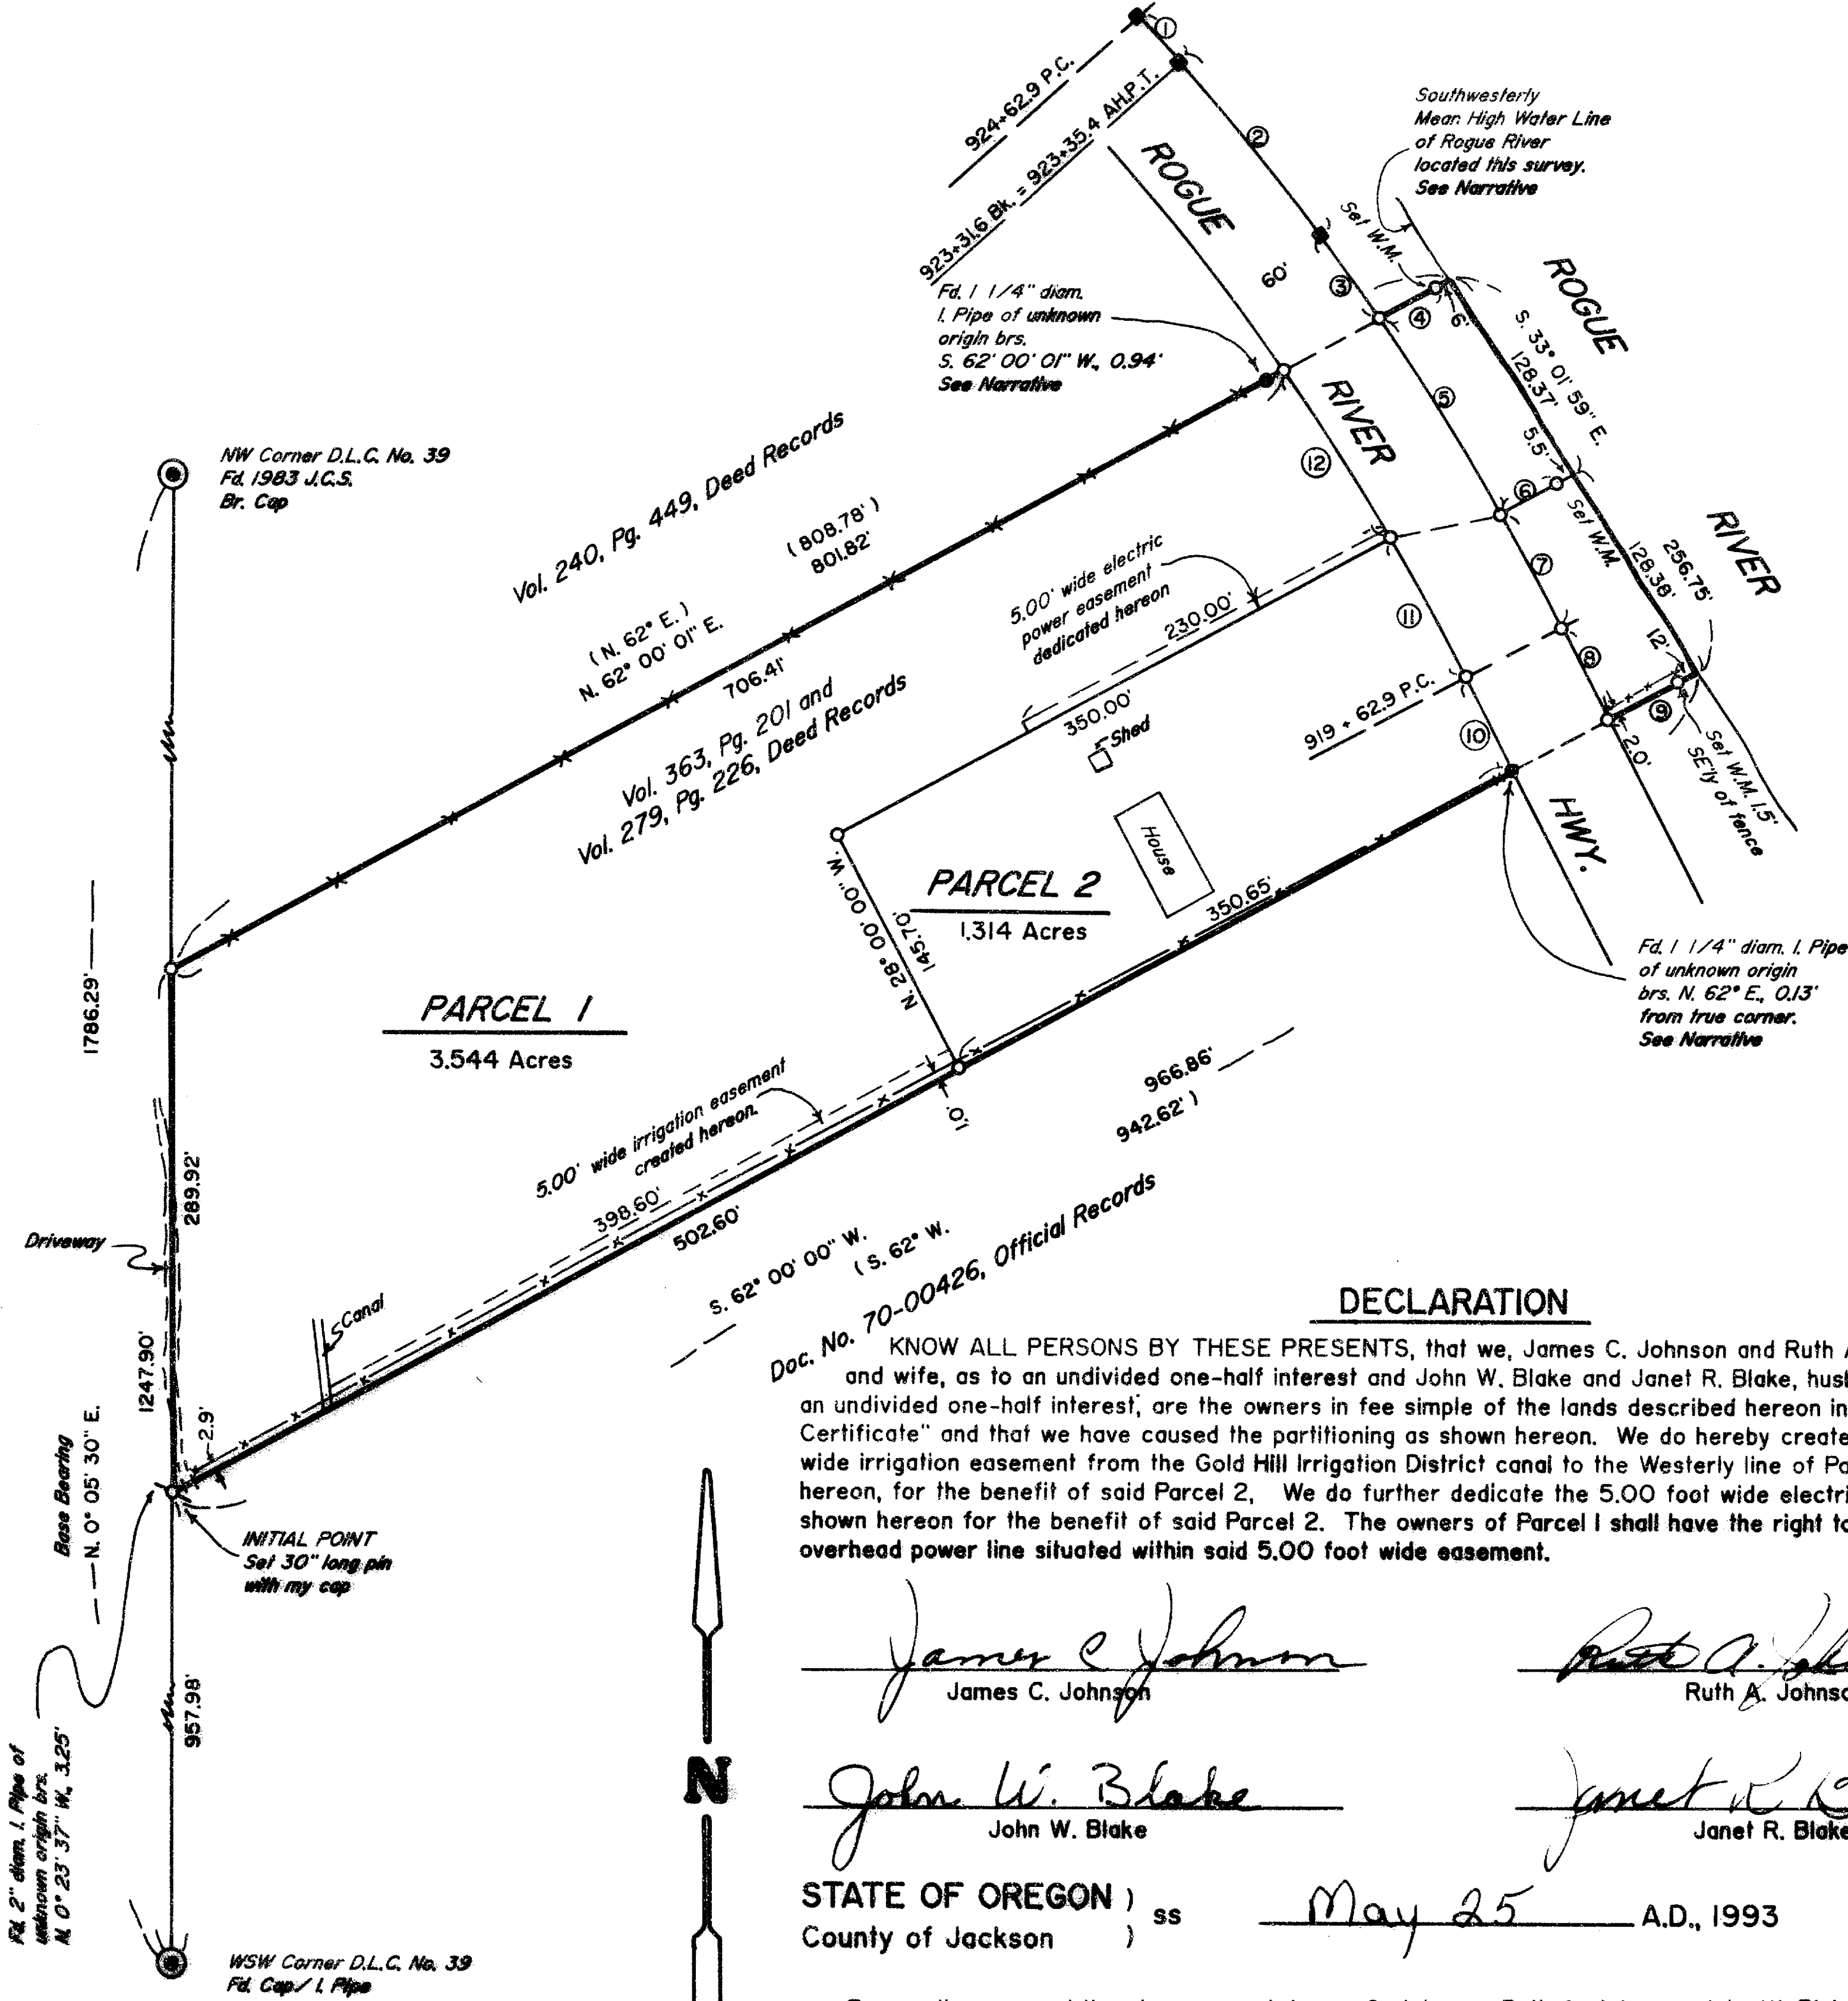 1
924+62.9 P.C.
923+31.6 Bk. = 923+35.4 AH.P.T.
2
ROGUE
60'
Southwesterly
Mean High Water Line
of Rogue River
located this survey.
See Narrative
Set W.M.
3
4
6'
ROGUE
S. 33° 01' 59" E.
128.37'
Fd. 1 1/4" diam.
I. Pipe of unknown
origin brs.
S. 62° 00' 01" W., 0.94'
See Narrative
RIVER
5
5.5'
6
Set W.M.
12
7
128.38'
256.75'
RIVER
NW Corner D.L.C. No. 39
Fd. 1983 J.C.S.
Br. Cap
Vol. 240, Pg. 449, Deed Records
( 808.78' )
801.82'
( N. 62° E. )
N. 62° 00' 01" E.
706.41'
Vol. 363, Pg. 201 and
Vol. 279, Pg. 226, Deed Records
5.00' wide electric
power easement
dedicated hereon
230.00'
350.00'
Shed
11
919 + 62.9 P.C.
8
12'
9
10
2.0'
Set W.M. 1.5'
SE'ly of fence
HWY.
House
PARCEL 2
1.314 Acres
350.65'
N. 28° 00' 00" W.
145.70'
Fd. 1 1/4" diam. I. Pipe
of unknown origin
brs. N. 62° E., 0.13'
from true corner.
See Narrative
1786.29'
PARCEL 1
3.544 Acres
5.00' wide irrigation easement
created hereon.
1.0'
966.86'
942.62' )
398.60'
502.60'
S. 62° 00' 00" W.
( S. 62° W.
Doc. No. 70-00426, Official Records
289.92'
Driveway
Canal
1247.90'
2.9'
Base Bearing
N. 0° 05' 30" E.
INITIAL POINT
Set 30" long pin
with my cap
957.98'
Fd. 2" diam. I. Pipe of
unknown origin brs.
N. 0° 23' 37" W., 3.25'
WSW Corner D.L.C. No. 39
Fd. Cap / I. Pipe
N
DECLARATION
KNOW ALL PERSONS BY THESE PRESENTS, that we, James C. Johnson and Ruth
and wife, as to an undivided one-half interest and John W. Blake and Janet R. Blake,
an undivided one-half interest, are the owners in fee simple of the lands described hereon in
Certificate" and that we have caused the partitioning as shown hereon. We do hereby create
wide irrigation easement from the Gold Hill Irrigation District canal to the Westerly line of
hereon, for the benefit of said Parcel 2, We do further dedicate the 5.00 foot wide
shown hereon for the benefit of said Parcel 2. The owners of Parcel 1 shall have the right to
overhead power line situated within said 5.00 foot wide easement.
James C Johnson
James C. Johnson
Ruth A.
Ruth A. Johnso
John W. Blake
John W. Blake
Janet R
Janet R. Blake
STATE OF OREGON )
ss
County of Jackson )
May 25 A.D., 1993